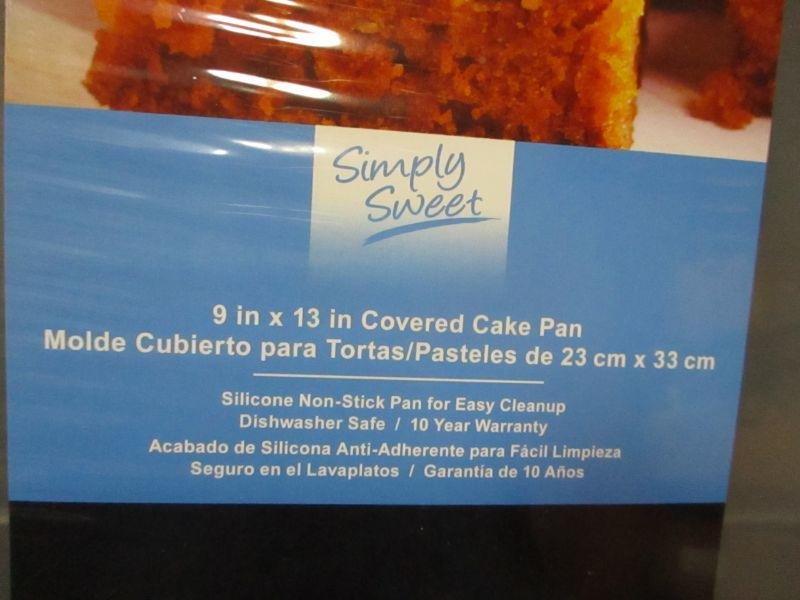 Simply
Sweet
9 in x 13 in Covered Cake Pan
Molde Cubierto para Tortas/Pasteles de 23 cm x 33 cm
Silicone Non-Stick Pan for Easy Cleanup
Dishwasher Safe / 10 Year Warranty
Acabado de Silicona Anti-Adherente para Fácil Limpieza
Seguro en el Lavaplatos / Garantía de 10 Años